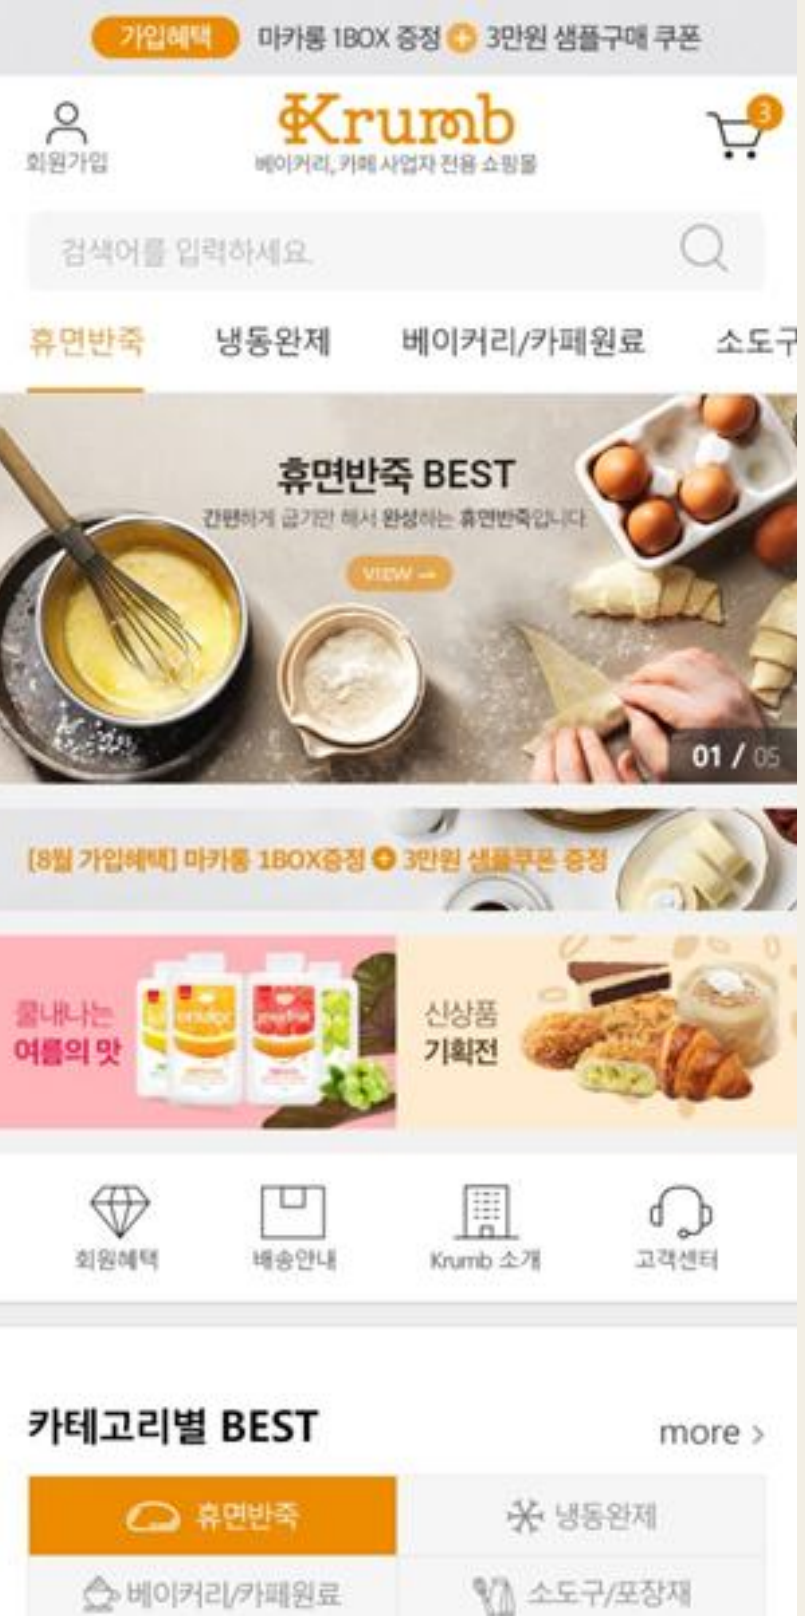 가입혜택 마카롱 1BOX 증정 + 3만원 샘플구매 쿠폰
Krumb
3
회원가입
베이커리, 카페 사업자 전용 쇼핑몰
검색어를 입력하세요.
휴면반죽 냉동완제 베이커리/카페원료 소도구
휴면반죽 BEST
간편하게 굽기만 해서 완성하는 휴면반죽입니다
VIEW →
01 / 05
[8월 가입혜택] 마카롱 1BOX증정 + 3만원 샘플쿠폰 증정
쿨내나는
여름의 맛
신상품
기획전
회원혜택 배송안내 Krumb 소개 고객센터
카테고리별 BEST
more >
휴면반죽 냉동완제
베이커리/카페원료 소도구/포장재